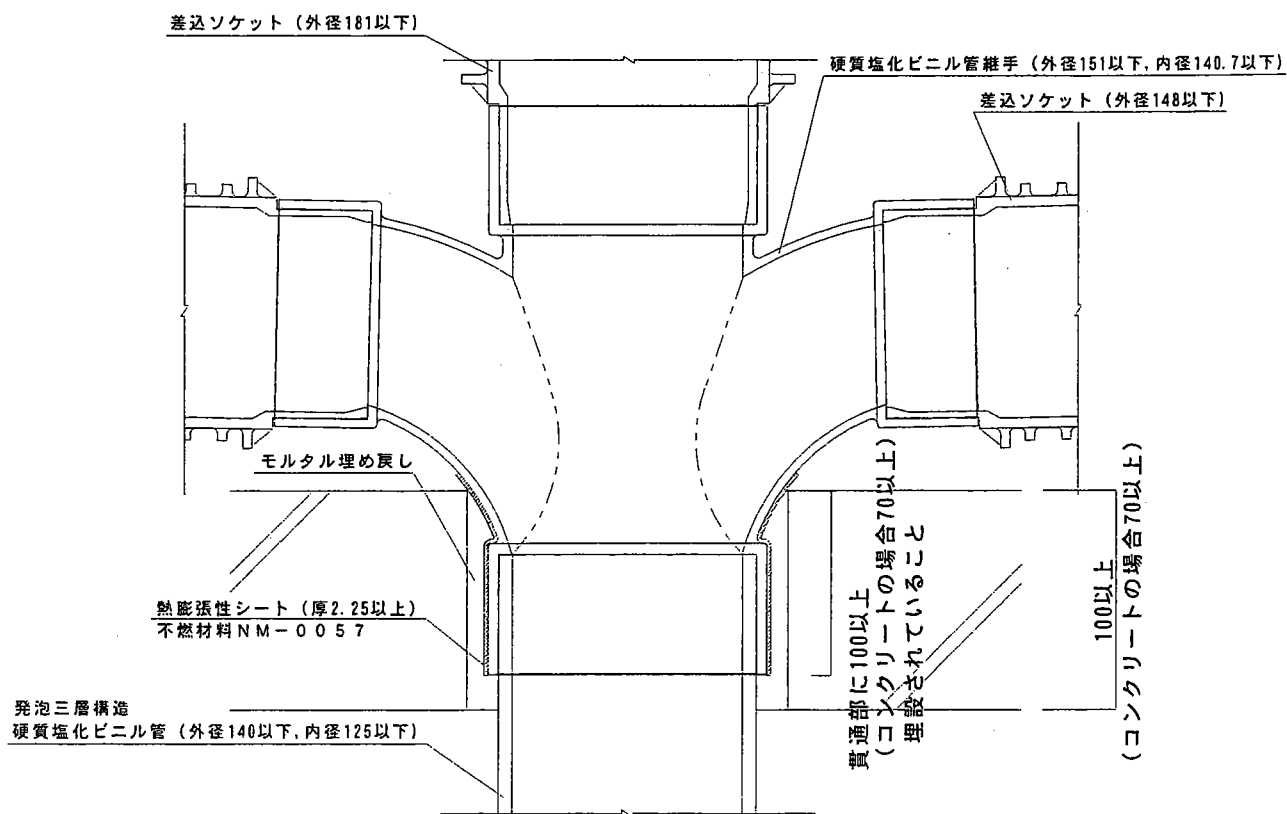 差込ソケット（外径181以下）
硬質塩化ビニル管継手（外径151以下,内径140.7以下）
差込ソケット（外径148以下）
モルタル埋め戻し
熱膨張性シート（厚2.25以上）
不燃材料NM－００５７
発泡三層構造
硬質塩化ビニル管（外径140以下,内径125以下）
貫通部に100以上
（コンクリートの場合70以上）
埋設されていること
100以上
（コンクリートの場合70以上）